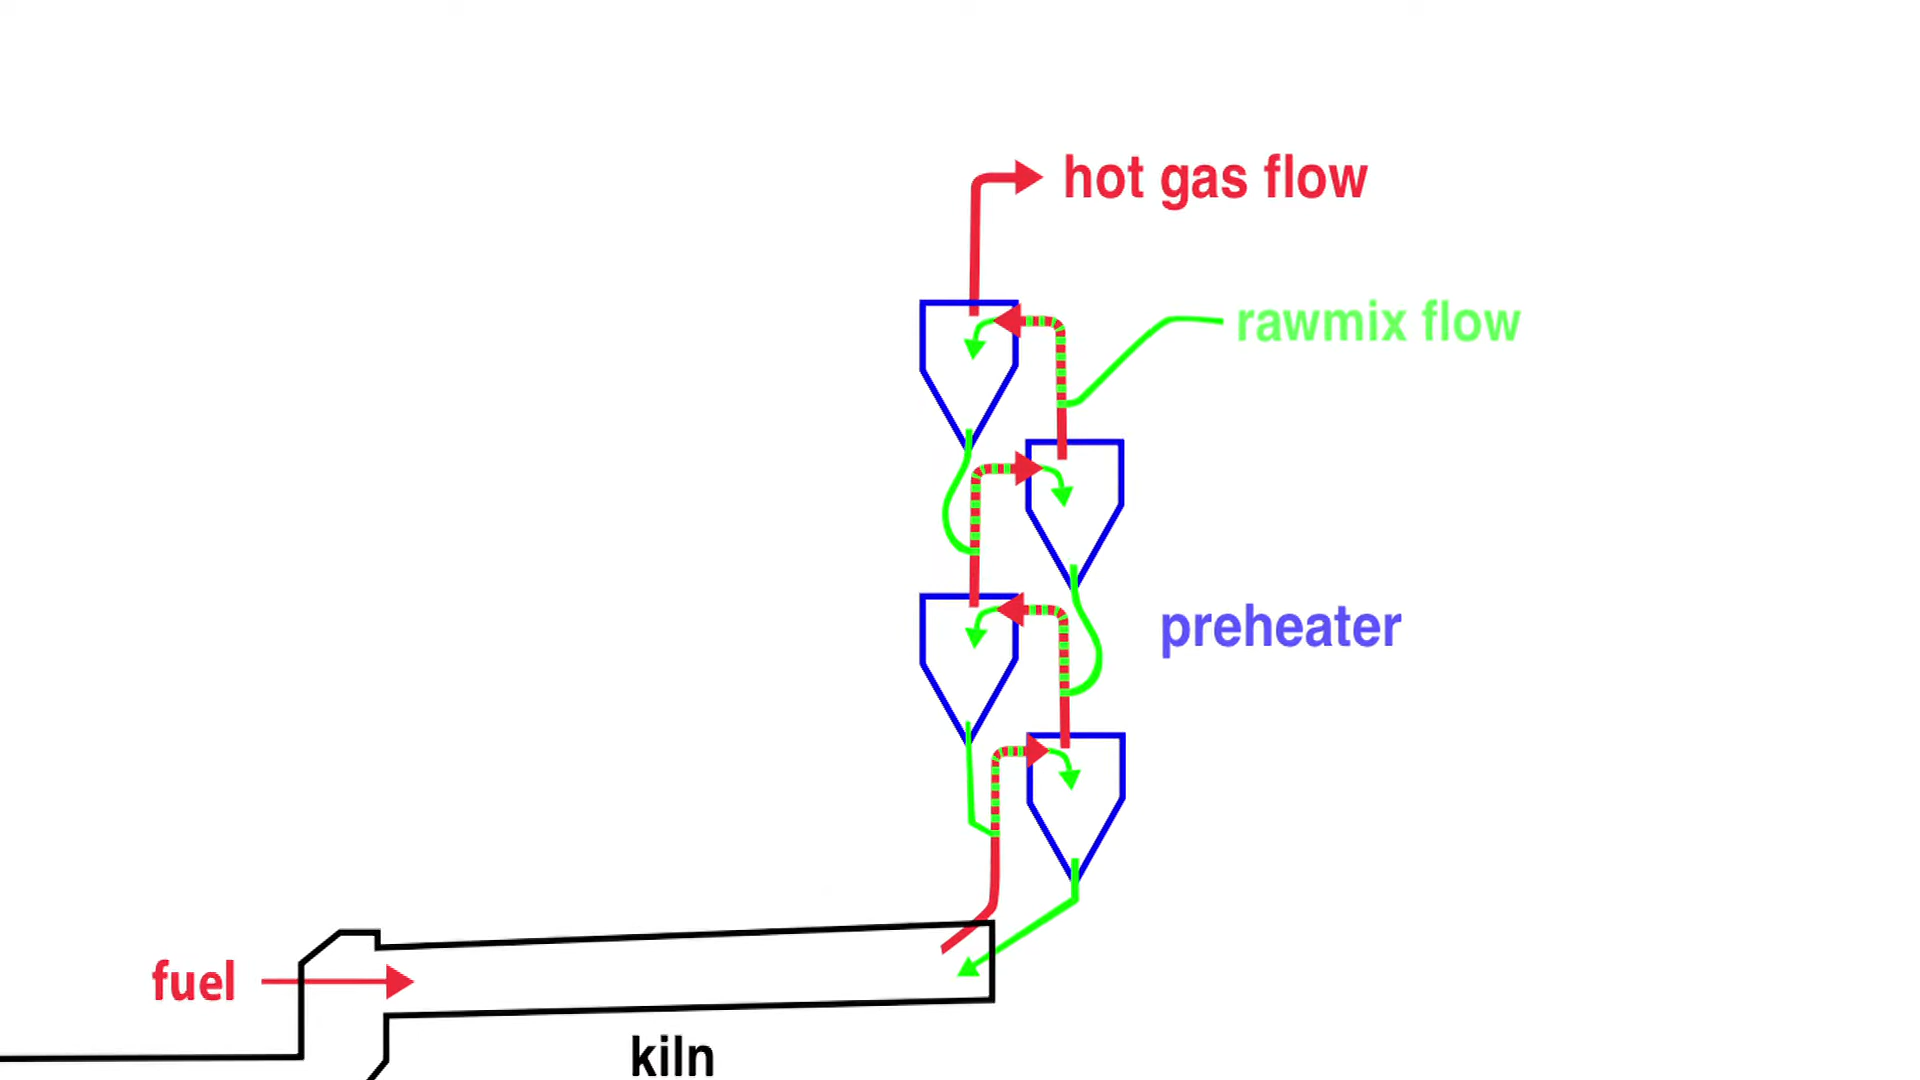 hot gas flow
rawmix flow
preheater
fuel
kiln